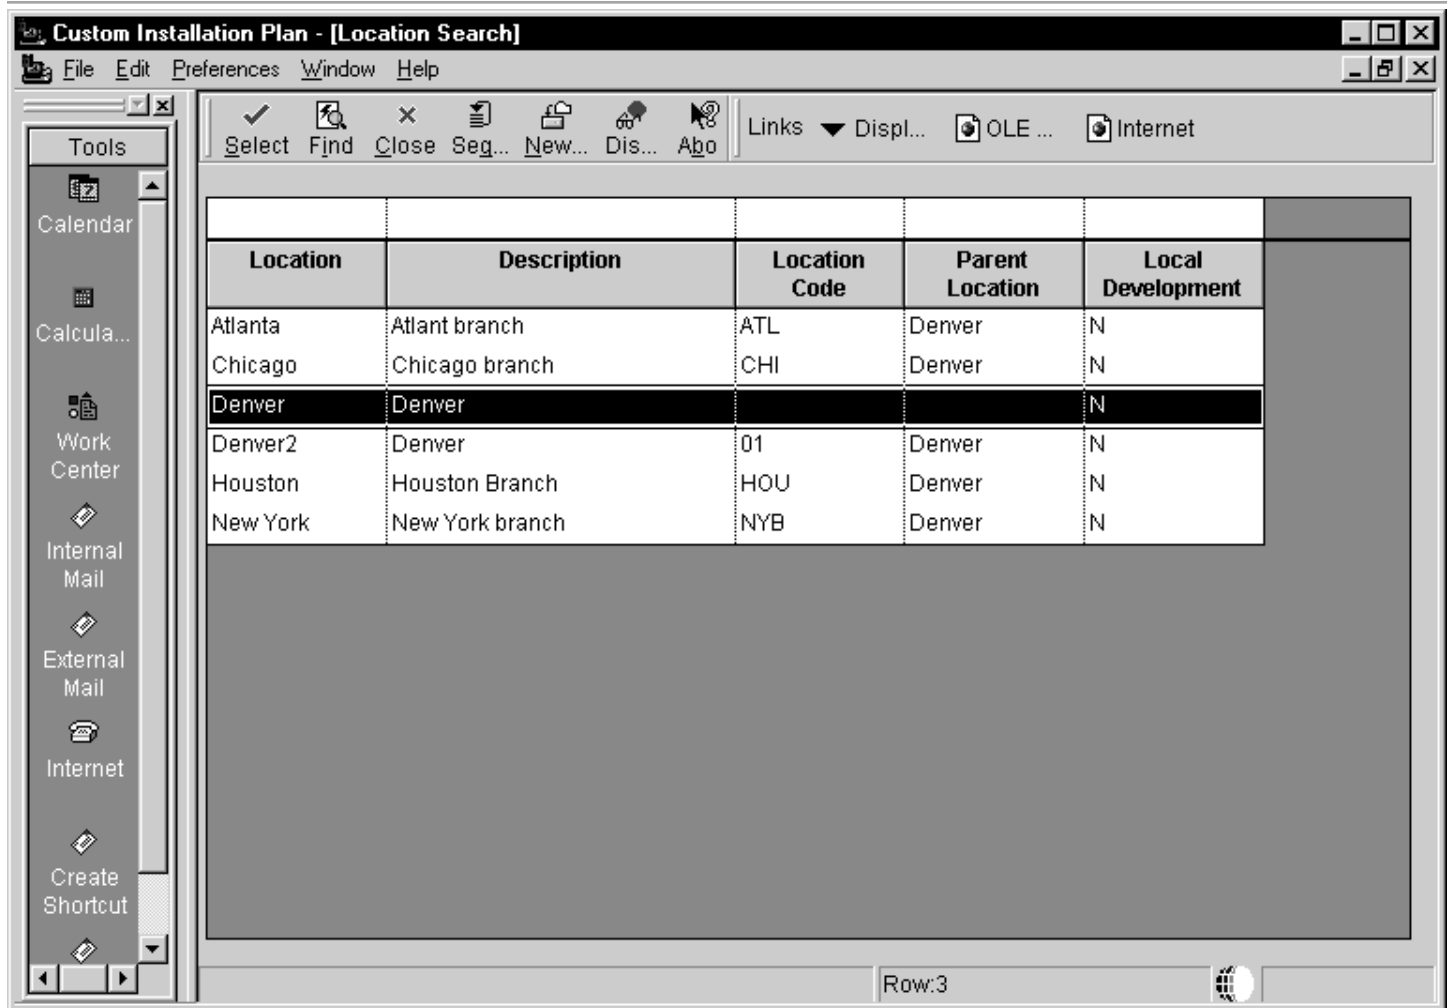 Custom Installation Plan - [Location Search]
File Edit Preferences Window Help
Tools
Select Find Close Seq... New... Dis... Abo
Links Displ... OLE ... Internet
Calendar
Calcula...
Work
Center
Internal
Mail
External
Mail
Internet
Create
Shortcut
Location Description Location Code Parent Location Local Development
Atlanta Atlant branch ATL Denver N
Chicago Chicago branch CHI Denver N
Denver Denver N
Denver2 Denver 01 Denver N
Houston Houston Branch HOU Denver N
New York New York branch NYB Denver N
Row:3